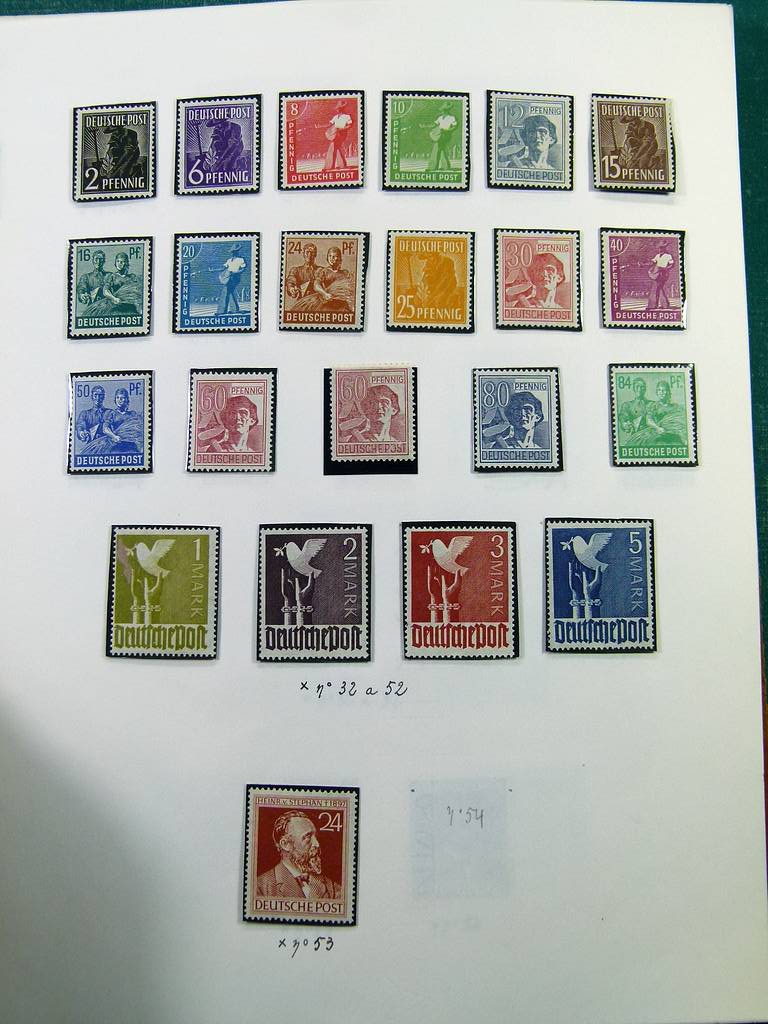 DEUTSCHE POST
2 PFENNIG
DEUTSCHE POST
6 PFENNIG
8 PFENNIG
DEUTSCHE POST
10 PFENNIG
DEUTSCHE POST
12 PFENNIG
DEUTSCHE POST
DEUTSCHE POST
15 PFENNIG
16 Pf.
DEUTSCHE POST
20 PFENNIG
DEUTSCHE POST
24 Pf.
DEUTSCHE POST
DEUTSCHE POST
25 PFENNIG
30 PFENNIG
DEUTSCHE POST
40 PFENNIG
DEUTSCHE POST
50 Pf.
DEUTSCHE POST
60 PFENNIG
DEUTSCHE POST
60 PFENNIG
DEUTSCHE POST
80 PFENNIG
DEUTSCHE POST
84 Pf.
DEUTSCHE POST
1 MARK
Deutsche Post
2 MARK
Deutsche Post
3 MARK
Deutsche Post
5 MARK
Deutsche Post
x n° 32 a 52
HEINR. v. STEPHAN † 1897
24
DEUTSCHE POST
x n° 53
n° 54